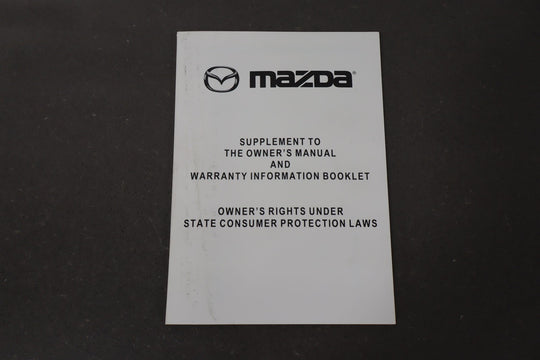 mazda
SUPPLEMENT TO
THE OWNER'S MANUAL
AND
WARRANTY INFORMATION BOOKLET
OWNER'S RIGHTS UNDER
STATE CONSUMER PROTECTION LAWS